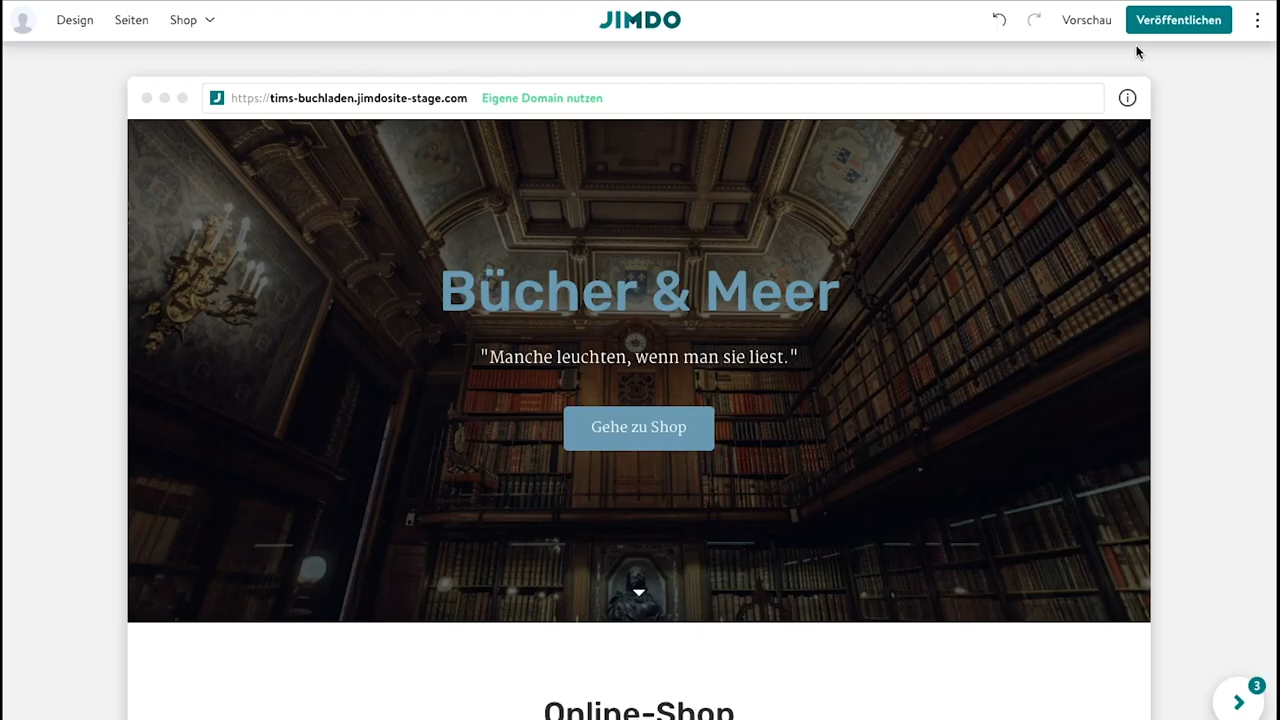 Design Seiten Shop JIMDO Vorschau Veröffentlichen
https://tims-buchladen.jimdosite-stage.com Eigene Domain nutzen
Bücher & Meer
"Manche leuchten, wenn man sie liest."
Gehe zu Shop
3
Online-Shop